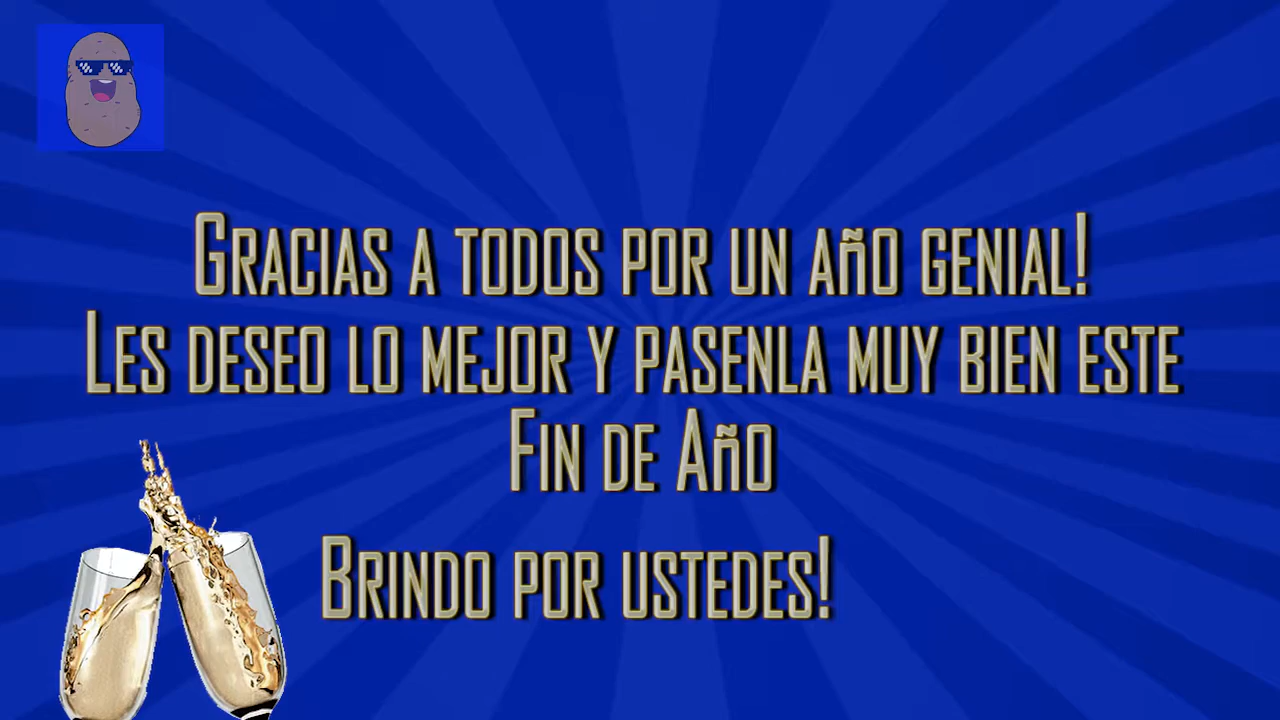 Gracias a todos por un año genial!
Les deseo lo mejor y pasenla muy bien este
Fin de Año
Brindo por ustedes!